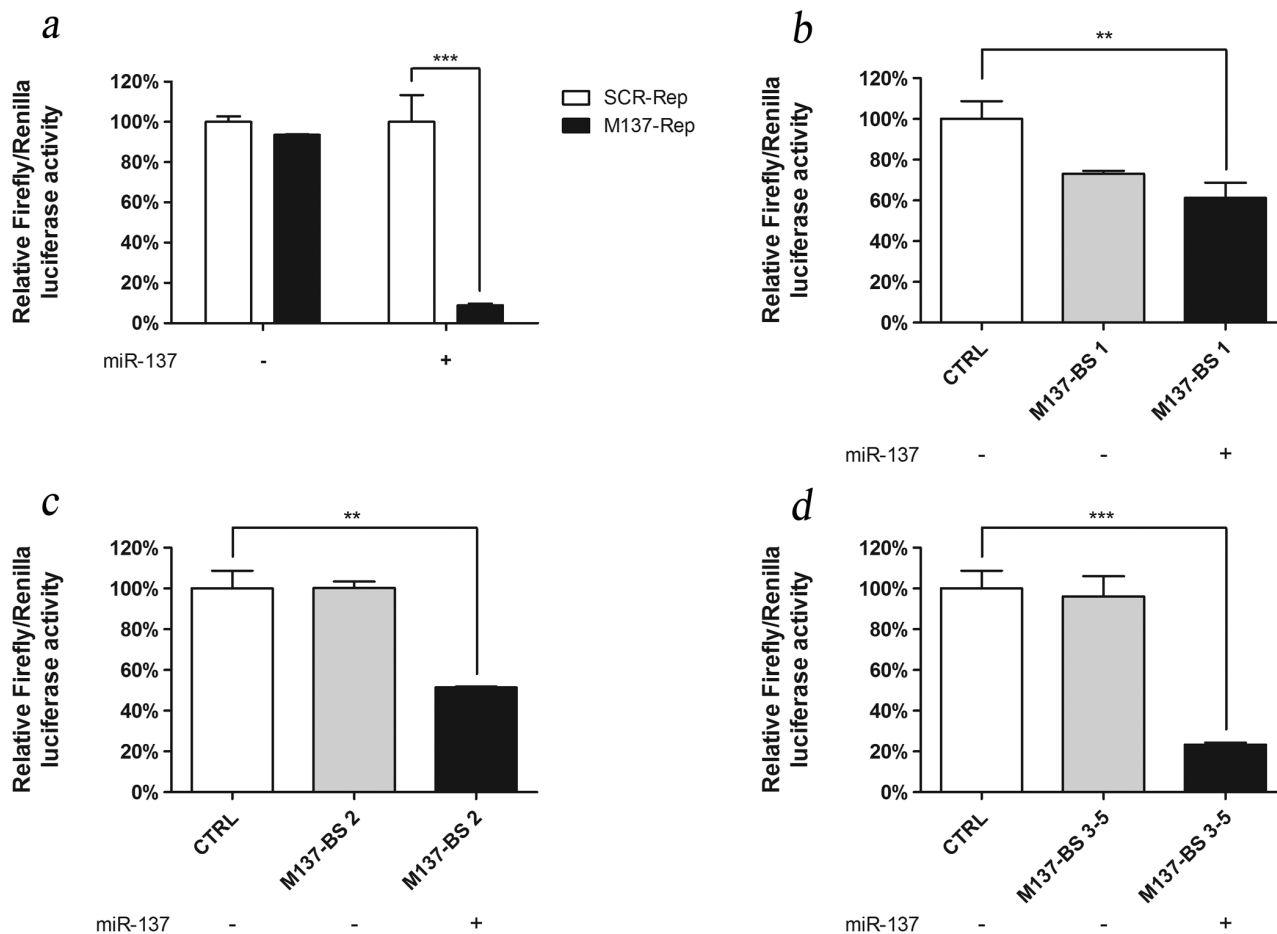 a
Relative Firefly/Renilla
luciferase activity
120%
100%
80%
60%
40%
20%
0%
***
SCR-Rep
M137-Rep
miR-137 - +
b
Relative Firefly/Renilla
luciferase activity
120%
100%
80%
60%
40%
20%
0%
**
CTRL
M137-BS 1
M137-BS 1
miR-137 - - +
c
Relative Firefly/Renilla
luciferase activity
120%
100%
80%
60%
40%
20%
0%
**
CTRL
M137-BS 2
M137-BS 2
miR-137 - - +
d
Relative Firefly/Renilla
luciferase activity
120%
100%
80%
60%
40%
20%
0%
***
CTRL
M137-BS 3-5
M137-BS 3-5
miR-137 - - +